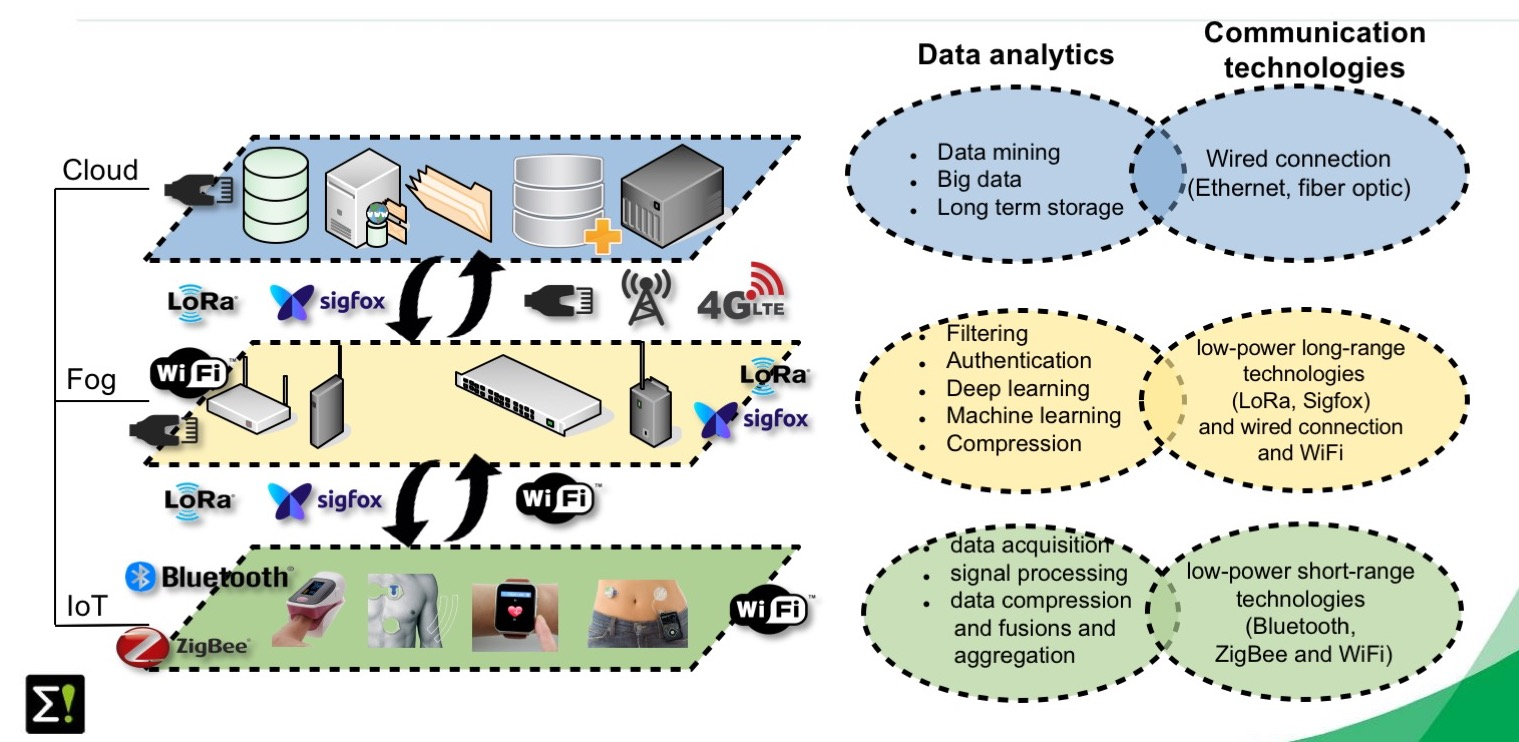 Data analytics
Communication
technologies
Cloud
Data mining
Big data
Long term storage
Wired connection
(Ethernet, fiber optic)
LoRa
sigfox
4G LTE
Fog
WiFi™
LoRa
sigfox
Filtering
Authentication
Deep learning
Machine learning
Compression
low-power long-range
technologies
(LoRa, Sigfox)
and wired connection
and WiFi
LoRa
sigfox
WiFi™
IoT
Bluetooth®
ZigBee®
WiFi™
data acquisition
signal processing
data compression
and fusions and
aggregation
low-power short-range
technologies
(Bluetooth,
ZigBee and WiFi)
Σ!